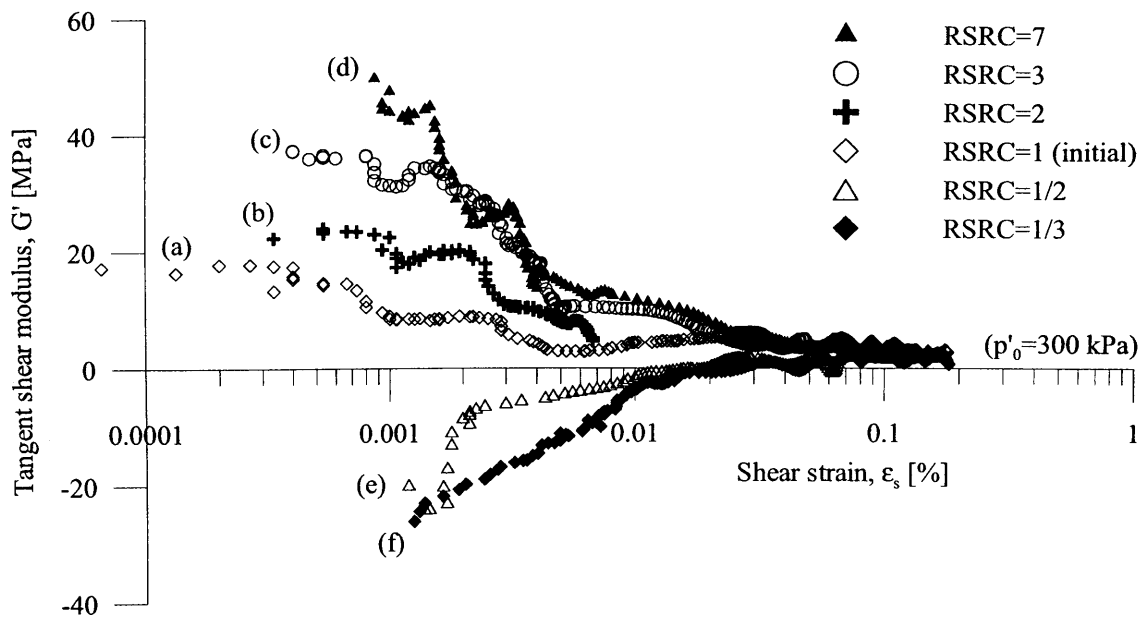 60
40
20
0
-20
-40
Tangent shear modulus, G' [MPa]
(d)
(c)
(b)
(a)
(e)
(f)
RSRC=7
RSRC=3
RSRC=2
RSRC=1 (initial)
RSRC=1/2
RSRC=1/3
(p'₀=300 kPa)
0.0001
0.001
0.01
0.1
1
Shear strain, εₛ [%]